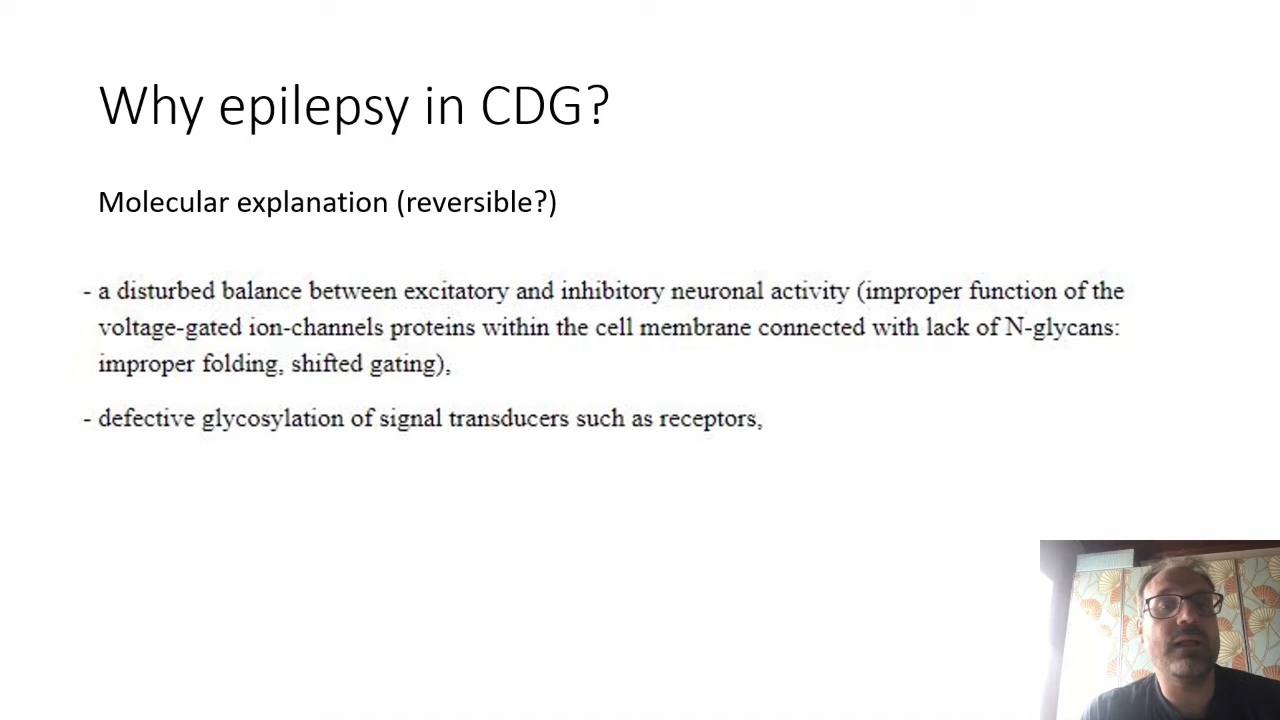 Why epilepsy in CDG?
Molecular explanation (reversible?)
- a disturbed balance between excitatory and inhibitory neuronal activity (improper function of the
voltage-gated ion-channels proteins within the cell membrane connected with lack of N-glycans:
improper folding, shifted gating),
- defective glycosylation of signal transducers such as receptors,